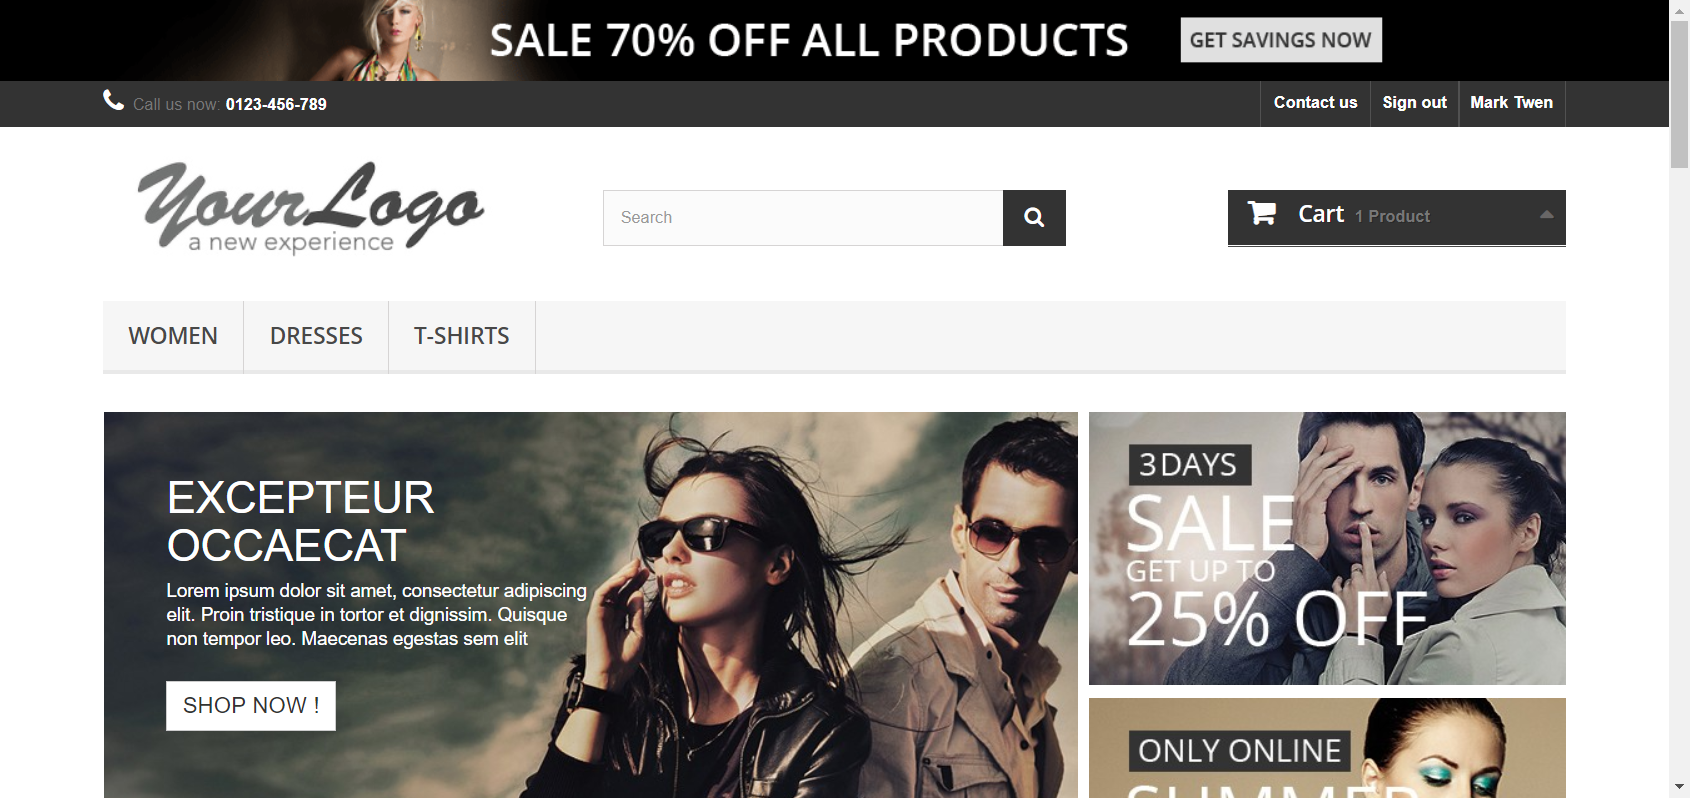 SALE 70% OFF ALL PRODUCTS
GET SAVINGS NOW
Call us now: 0123-456-789
Contact us
Sign out
Mark Twen
YourLogo
a new experience
Search
Cart 1 Product
WOMEN
DRESSES
T-SHIRTS
EXCEPTEUR
OCCAECAT
Lorem ipsum dolor sit amet, consectetur adipiscing
elit. Proin tristique in tortor et dignissim. Quisque
non tempor leo. Maecenas egestas sem elit
SHOP NOW !
3 DAYS
SALE
GET UP TO
25% OFF
ONLY ONLINE
SUMMER